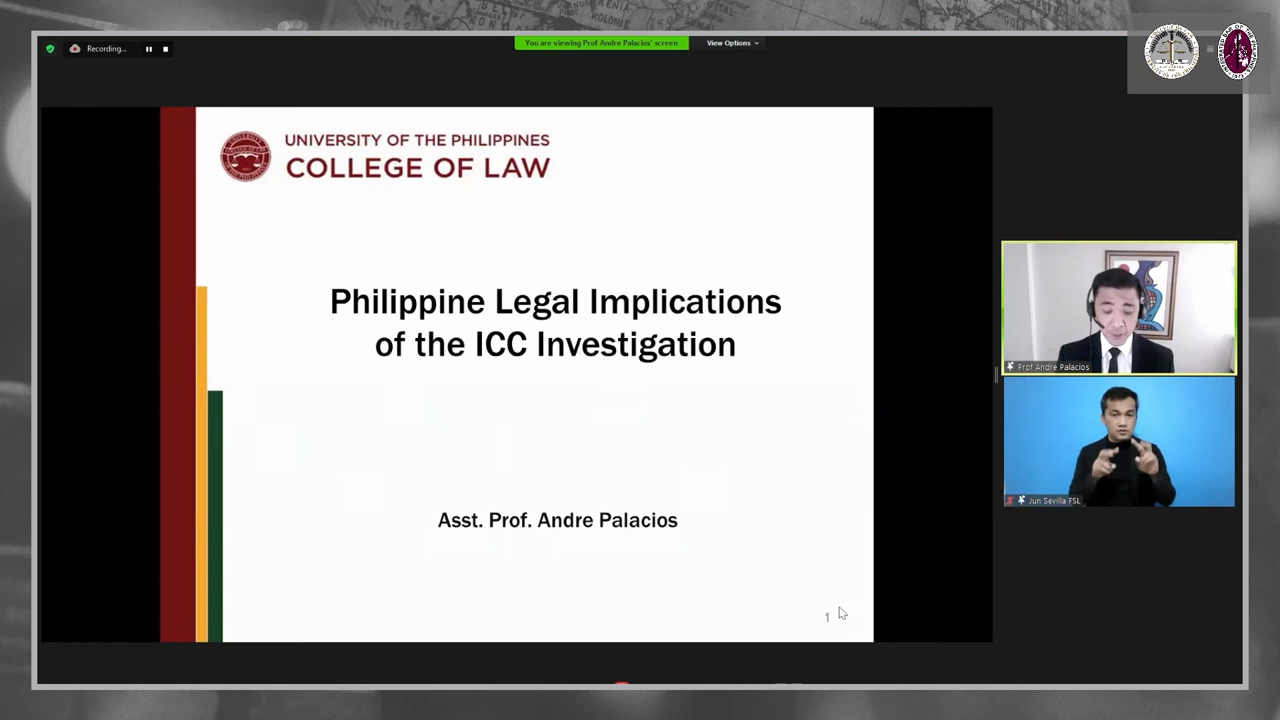 Recording...
You are viewing Prof Andre Palacios' screen
View Options
UNIVERSITY OF THE PHILIPPINES
COLLEGE OF LAW
Philippine Legal Implications
of the ICC Investigation
Asst. Prof. Andre Palacios
1
Prof Andre Palacios
Jun Sevilla FSL